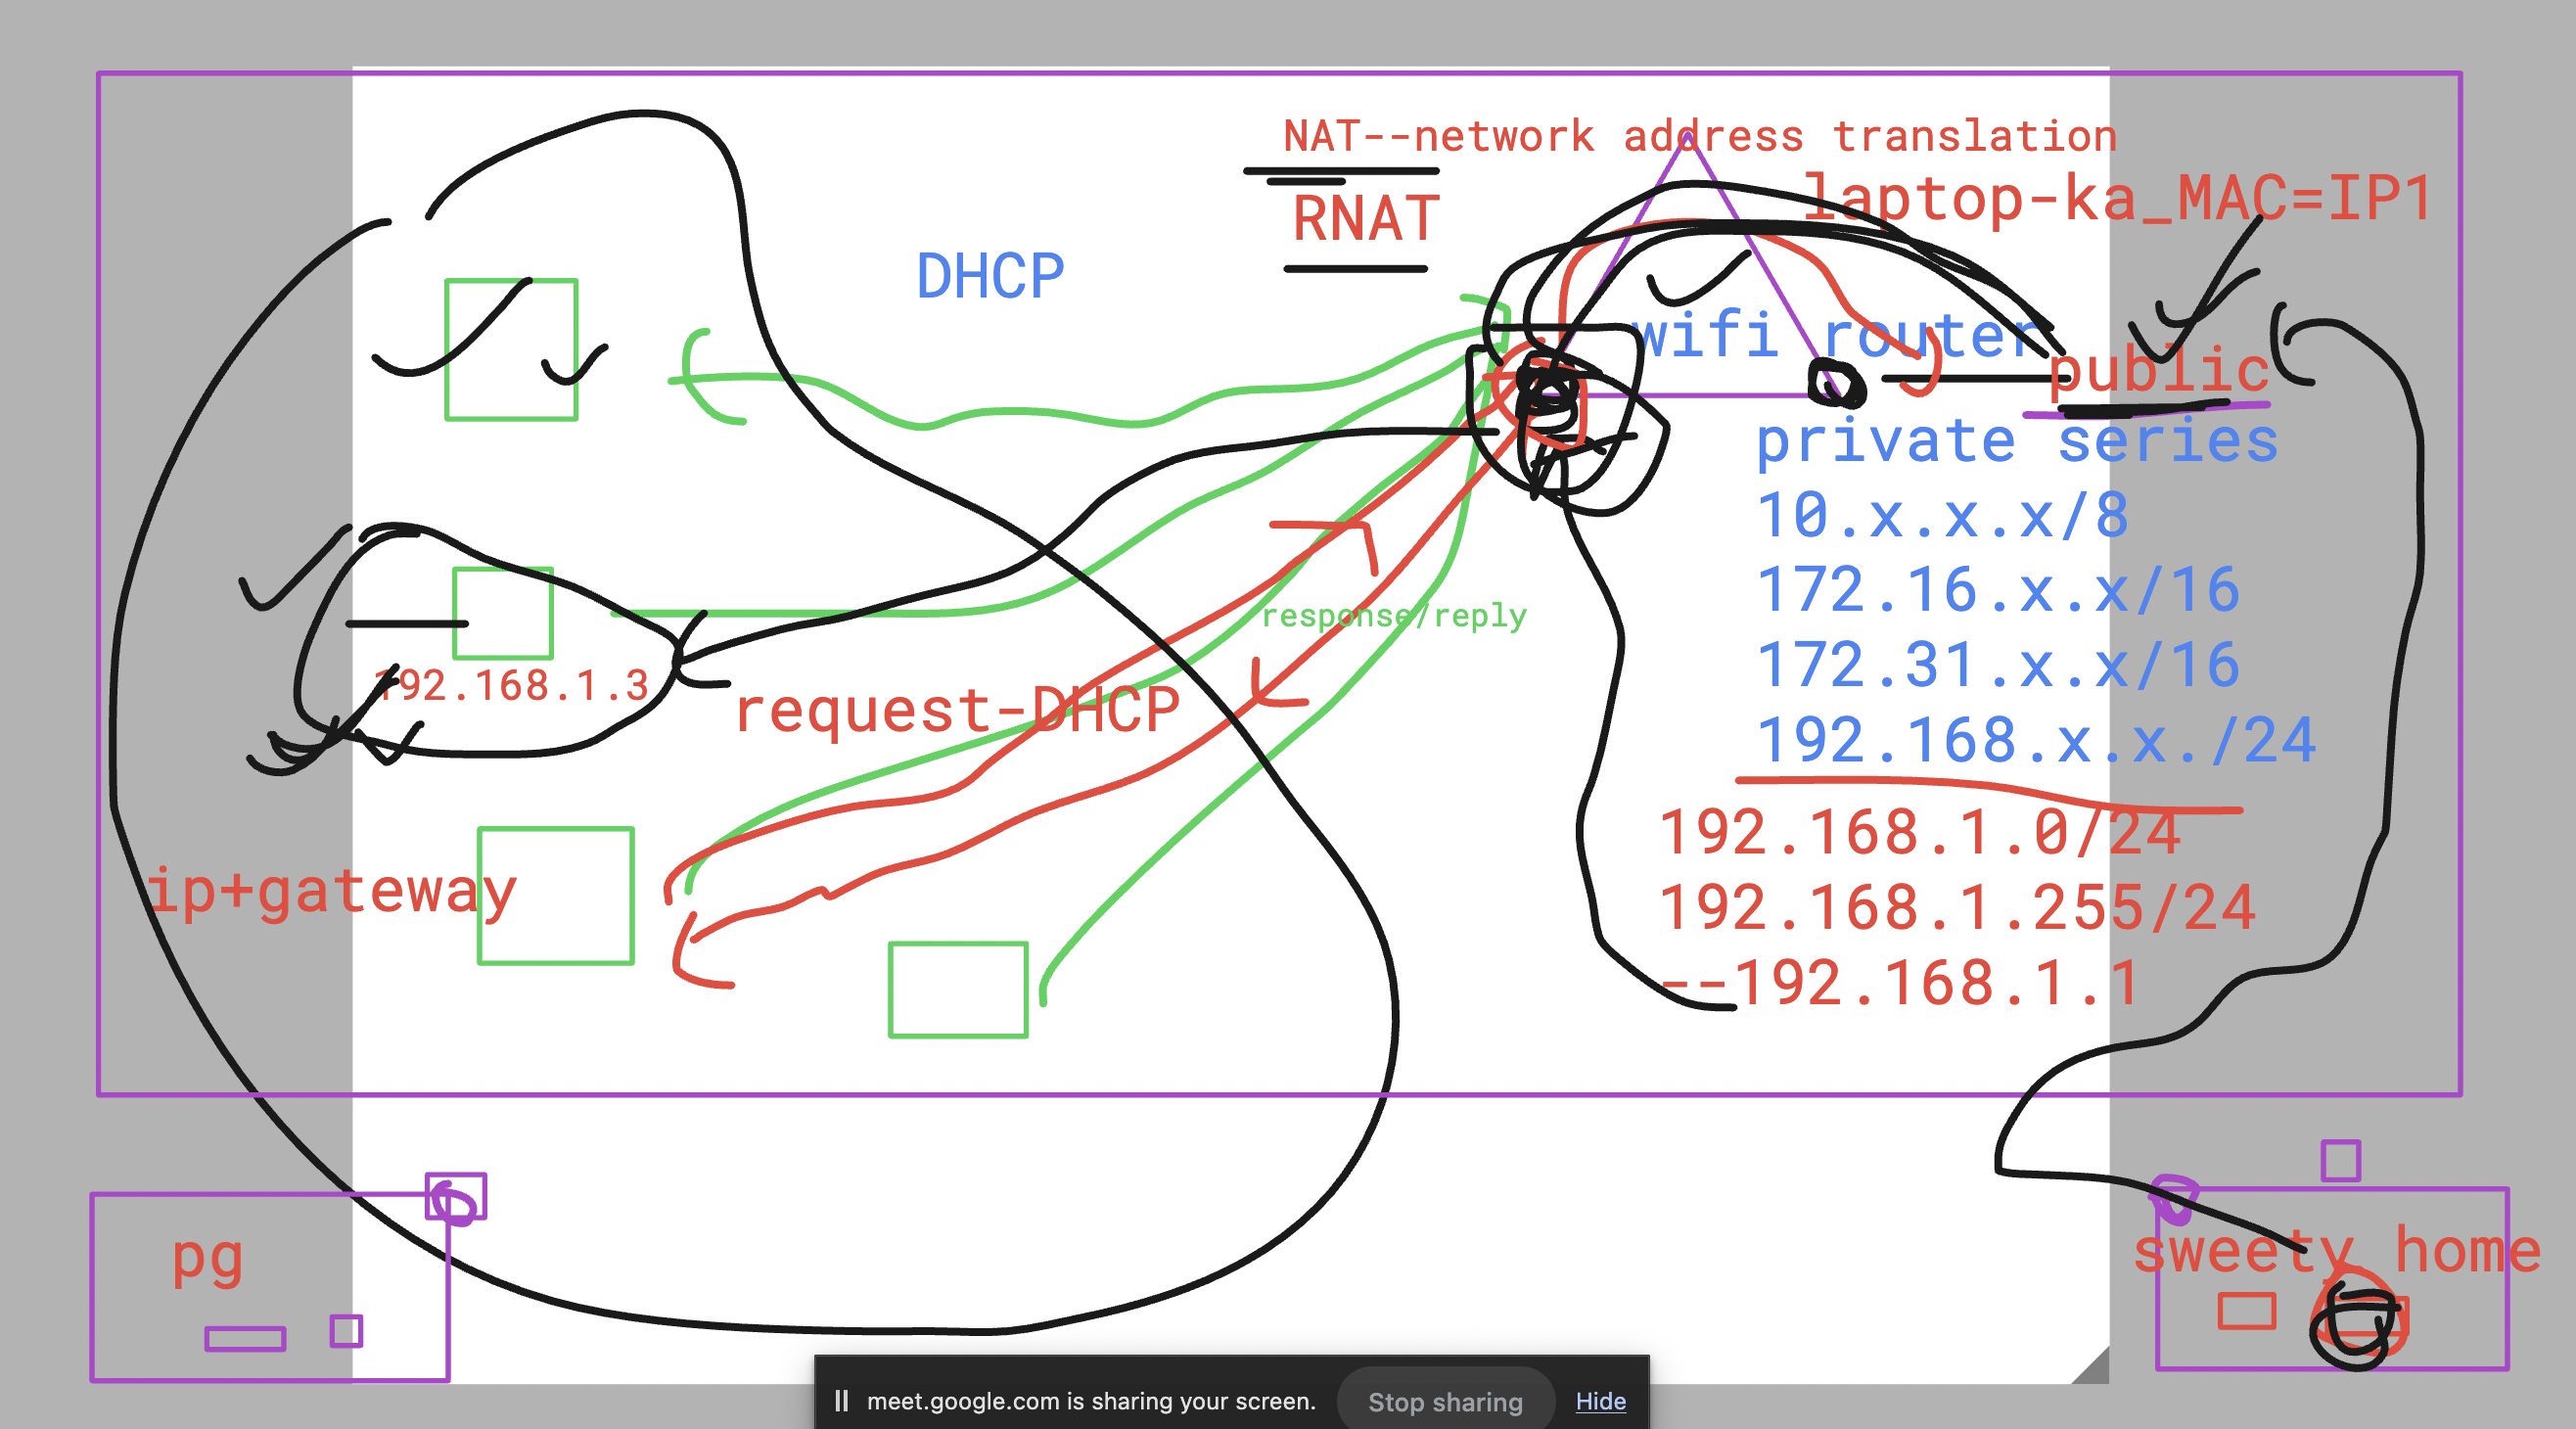 NAT--network address translation
laptop-ka_MAC=IP1
RNAT
DHCP
wifi router
public
private series
10.x.x.x/8
172.16.x.x/16
response/reply
172.31.x.x/16
192.168.1.3
request-DHCP
192.168.x.x./24
192.168.1.0/24
ip+gateway
192.168.1.255/24
--192.168.1.1
pg
sweety home
meet.google.com is sharing your screen.
Stop sharing
Hide